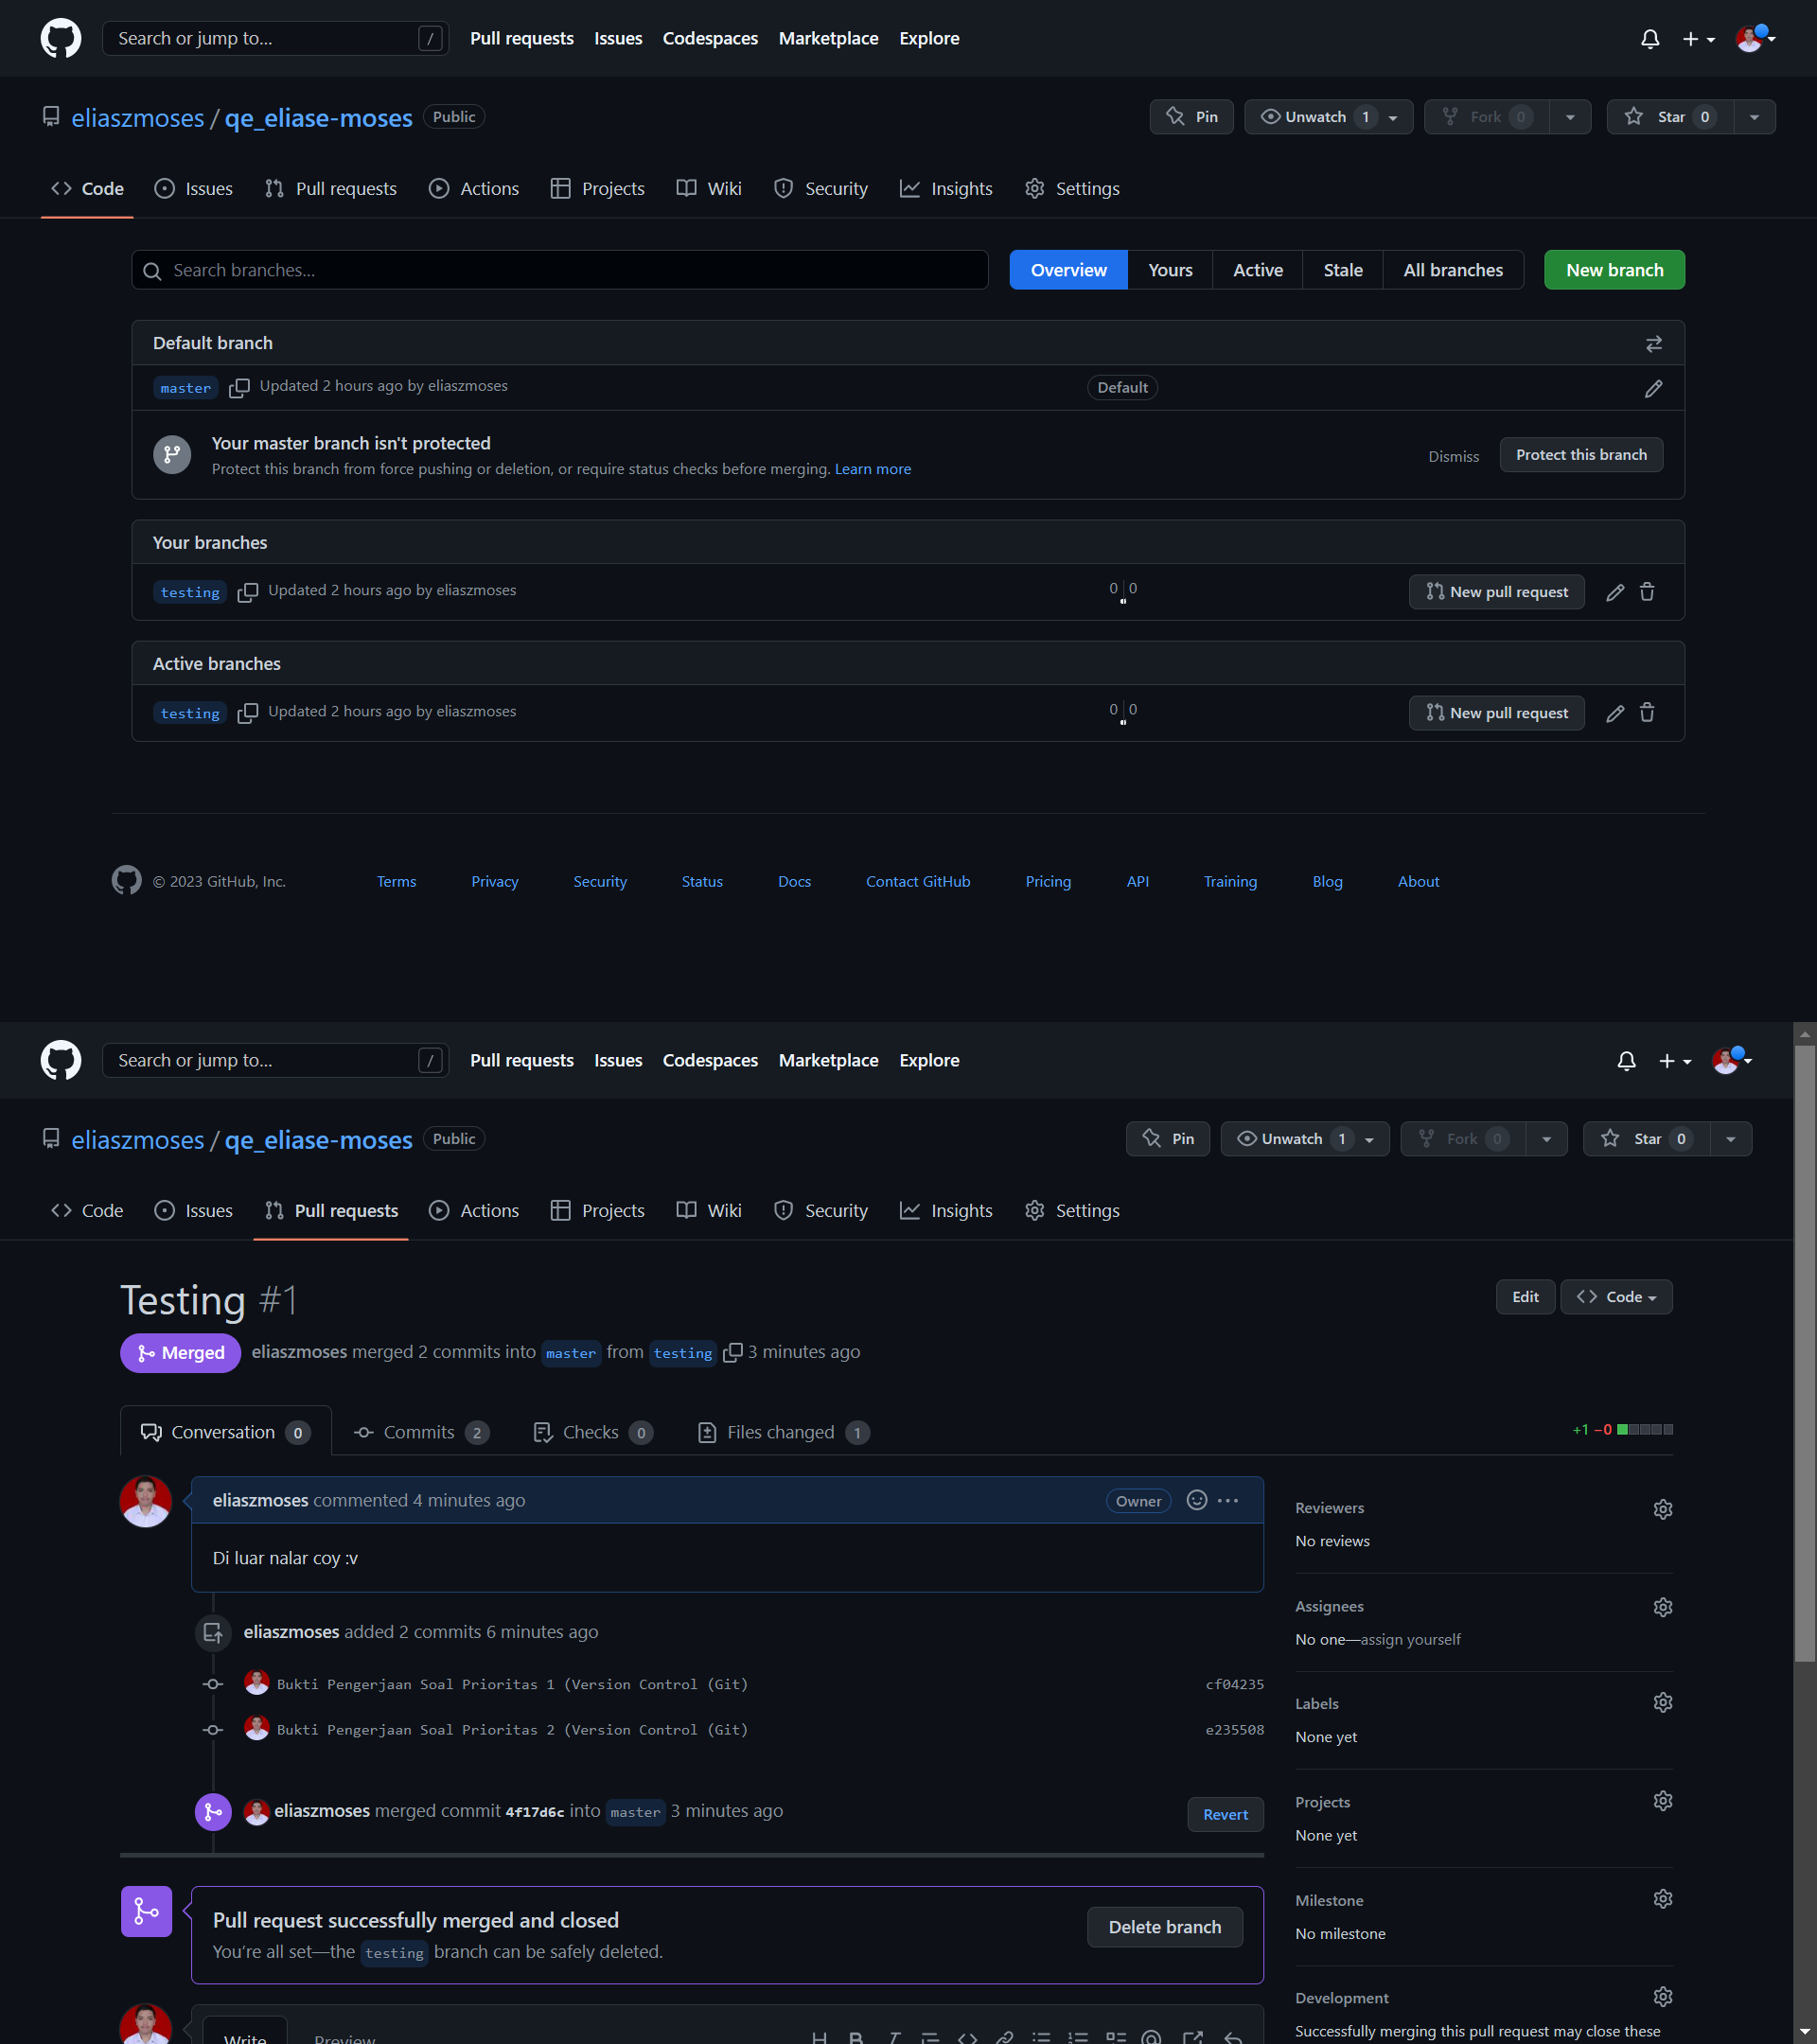 Search or jump to... / Pull requests Issues Codespaces Marketplace Explore
eliaszmoses / qe_eliase-moses Public Pin Unwatch 1 Fork 0 Star 0
Code Issues Pull requests Actions Projects Wiki Security Insights Settings
Search branches... Overview Yours Active Stale All branches New branch
Default branch
master Updated 2 hours ago by eliaszmoses Default
Your master branch isn't protected
Protect this branch from force pushing or deletion, or require status checks before merging. Learn more Dismiss Protect this branch
Your branches
testing Updated 2 hours ago by eliaszmoses 0 0 New pull request
Active branches
testing Updated 2 hours ago by eliaszmoses 0 0 New pull request
© 2023 GitHub, Inc. Terms Privacy Security Status Docs Contact GitHub Pricing API Training Blog About
Search or jump to... / Pull requests Issues Codespaces Marketplace Explore
eliaszmoses / qe_eliase-moses Public Pin Unwatch 1 Fork 0 Star 0
Code Issues Pull requests Actions Projects Wiki Security Insights Settings
Testing #1 Edit Code
Merged eliaszmoses merged 2 commits into master from testing 3 minutes ago
Conversation 0 Commits 2 Checks 0 Files changed 1 +1 −0
eliaszmoses commented 4 minutes ago Owner
Di luar nalar coy :v
eliaszmoses added 2 commits 6 minutes ago
Bukti Pengerjaan Soal Prioritas 1 (Version Control (Git) cf04235
Bukti Pengerjaan Soal Prioritas 2 (Version Control (Git) e235508
eliaszmoses merged commit 4f17d6c into master 3 minutes ago Revert
Pull request successfully merged and closed
You're all set—the testing branch can be safely deleted. Delete branch
Write Preview
Reviewers
No reviews
Assignees
No one—assign yourself
Labels
None yet
Projects
None yet
Milestone
No milestone
Development
Successfully merging this pull request may close these